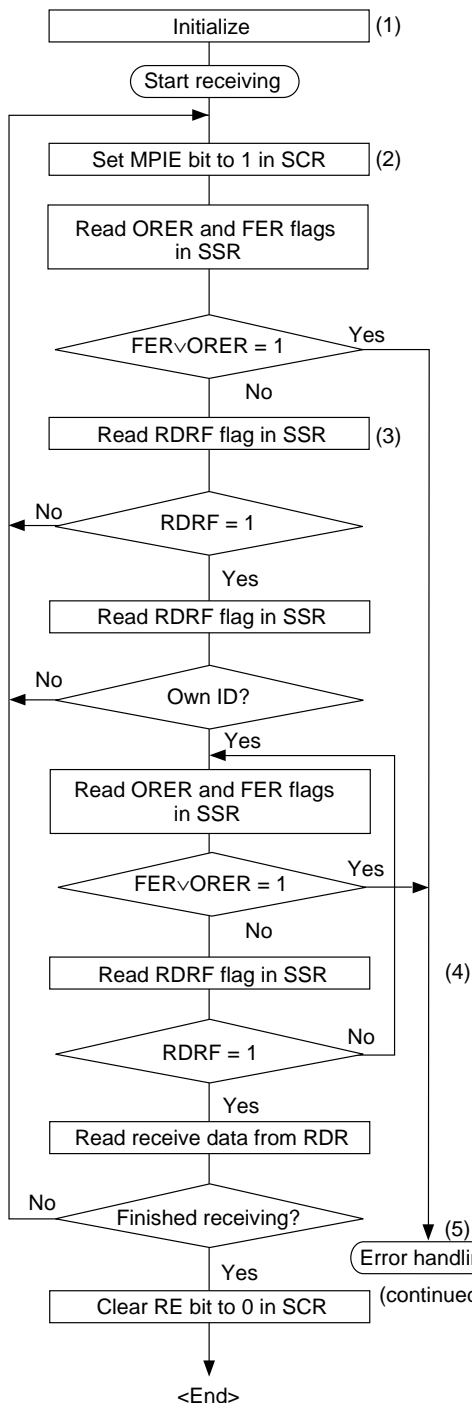 Initialize (1)
Start receiving
Set MPIE bit to 1 in SCR (2)
Read ORER and FER flags
in SSR
FER∨ORER = 1
Yes
No
Read RDRF flag in SSR (3)
No
RDRF = 1
Yes
Read RDRF flag in SSR
No
Own ID?
Yes
Read ORER and FER flags
in SSR
Yes
FER∨ORER = 1
No
Read RDRF flag in SSR (4)
No
RDRF = 1
Yes
Read receive data from RDR
No
Finished receiving?
(5)
Error handlin
Yes
(continued
Clear RE bit to 0 in SCR
<End>